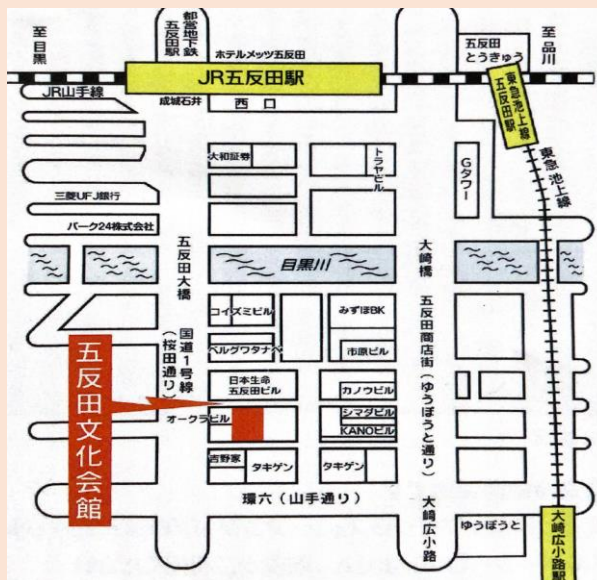 至目黒
都営地下鉄
五反田駅
ホテルメッツ五反田
五反田
とうきゅう
至品川
JR五反田駅
東急池上線
五反田駅
JR山手線
成城石井
西口
東急池上線
大和証券
トラヤビル
Gタワー
三菱UFJ銀行
パーク24株式会社
五反田大橋
目黒川
大崎橋
コイズミビル
みずほBK
国道1号線
(桜田通り)
五反田商店街(ゆうぽうと通り)
ベルグワタナベ
市原ビル
五反田文化会館
日本生命
五反田ビル
カノウビル
オークラビル
シマダビル
KANOビル
吉野家
タキゲン
タキゲン
環六(山手通り)
大崎広小路
ゆうぽうと
大崎広小路駅